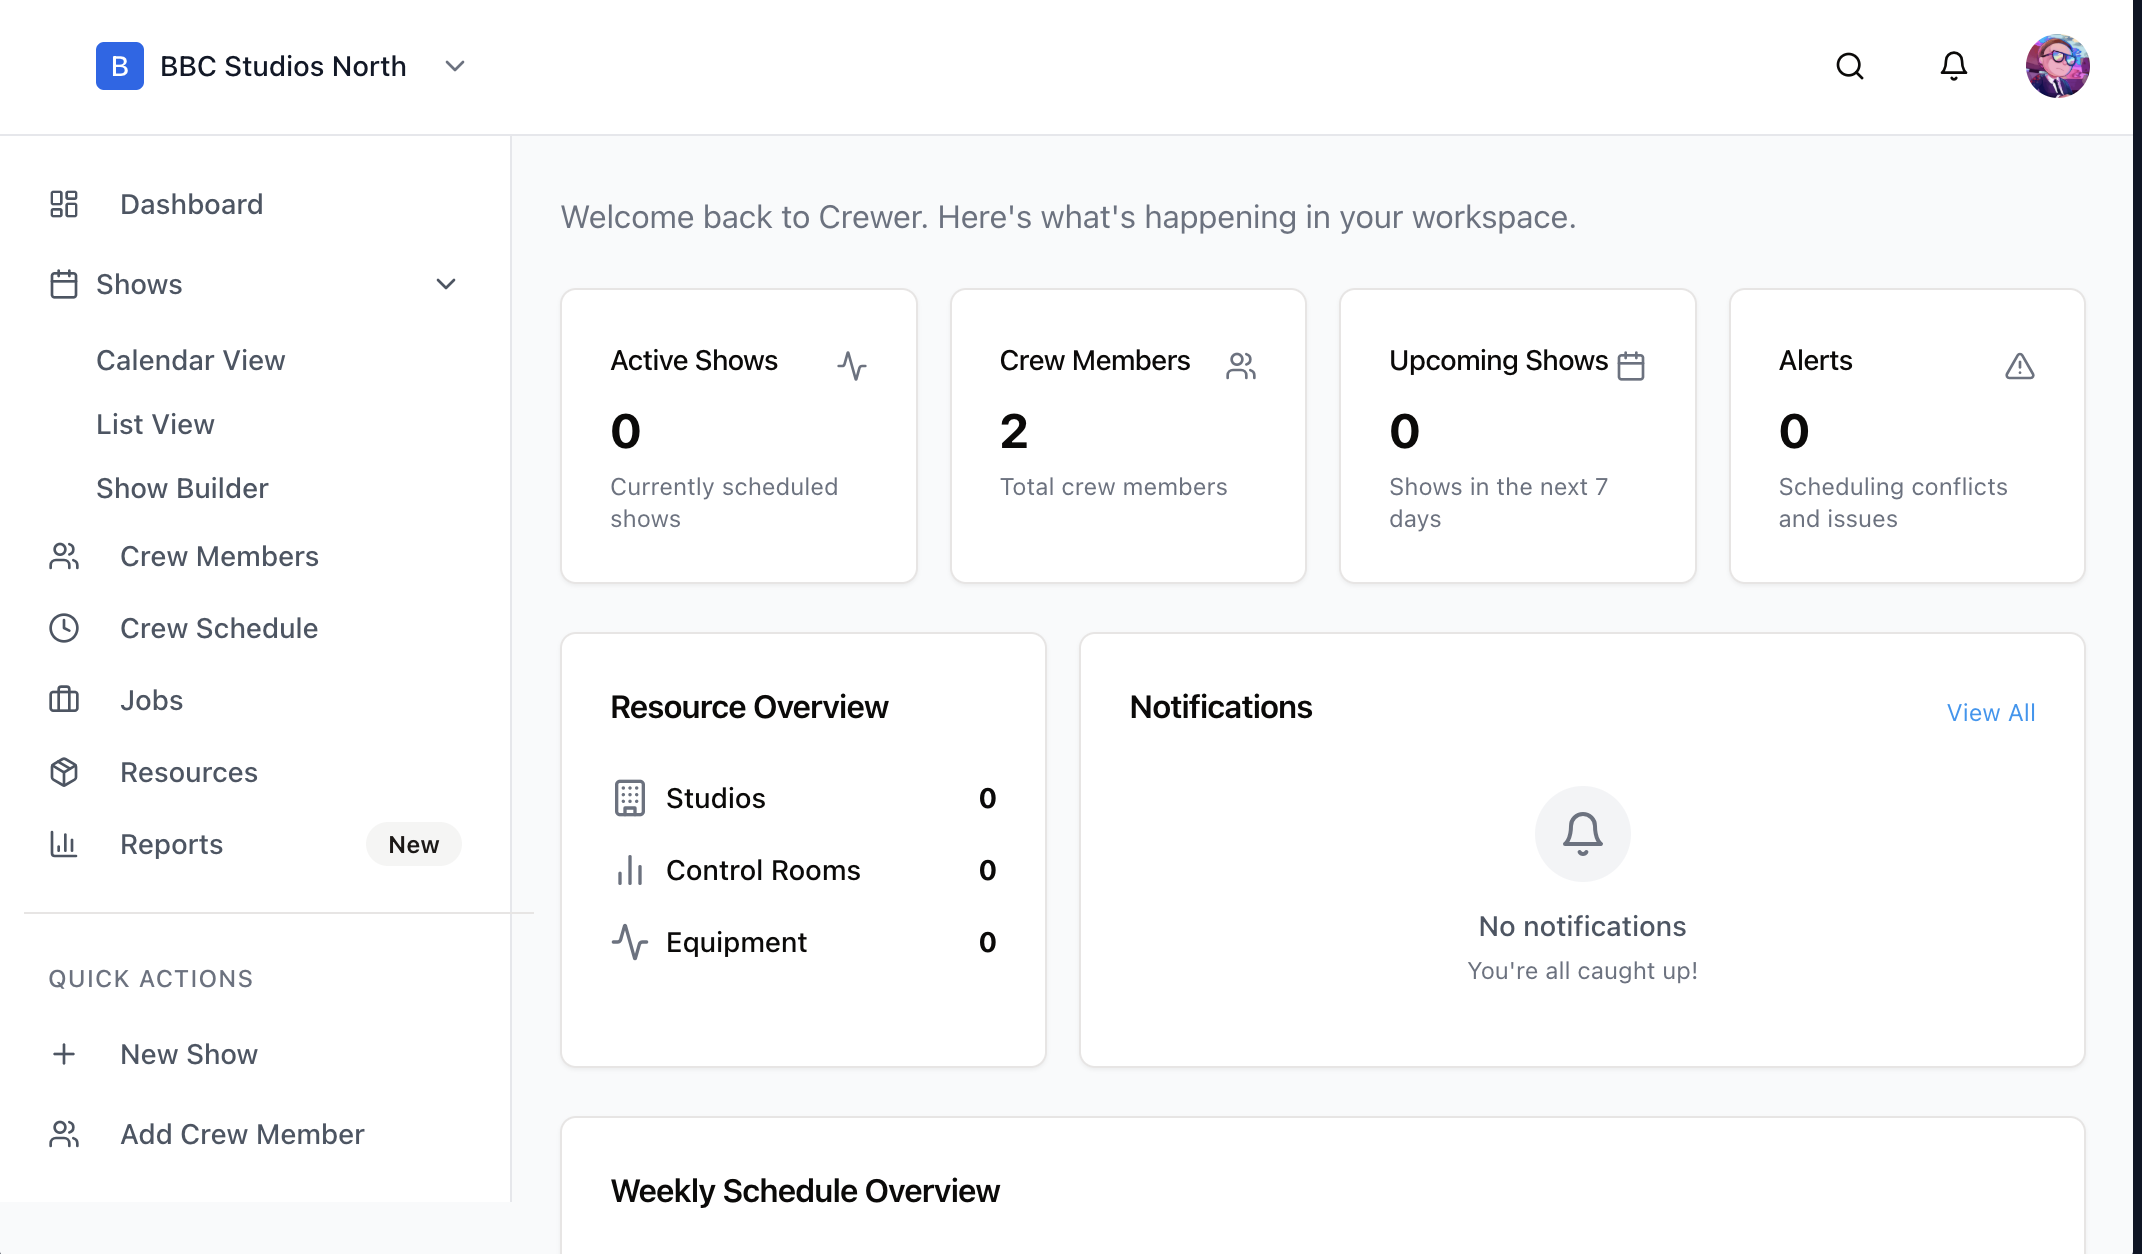 B BBC Studios North
Dashboard
Shows
Calendar View
List View
Show Builder
Crew Members
Crew Schedule
Jobs
Resources
Reports New
QUICK ACTIONS
New Show
Add Crew Member
Welcome back to Crewer. Here's what's happening in your workspace.
Active Shows
0
Currently scheduled
shows
Crew Members
2
Total crew members
Upcoming Shows
0
Shows in the next 7
days
Alerts
0
Scheduling conflicts
and issues
Resource Overview
Studios 0
Control Rooms 0
Equipment 0
Notifications
View All
No notifications
You're all caught up!
Weekly Schedule Overview